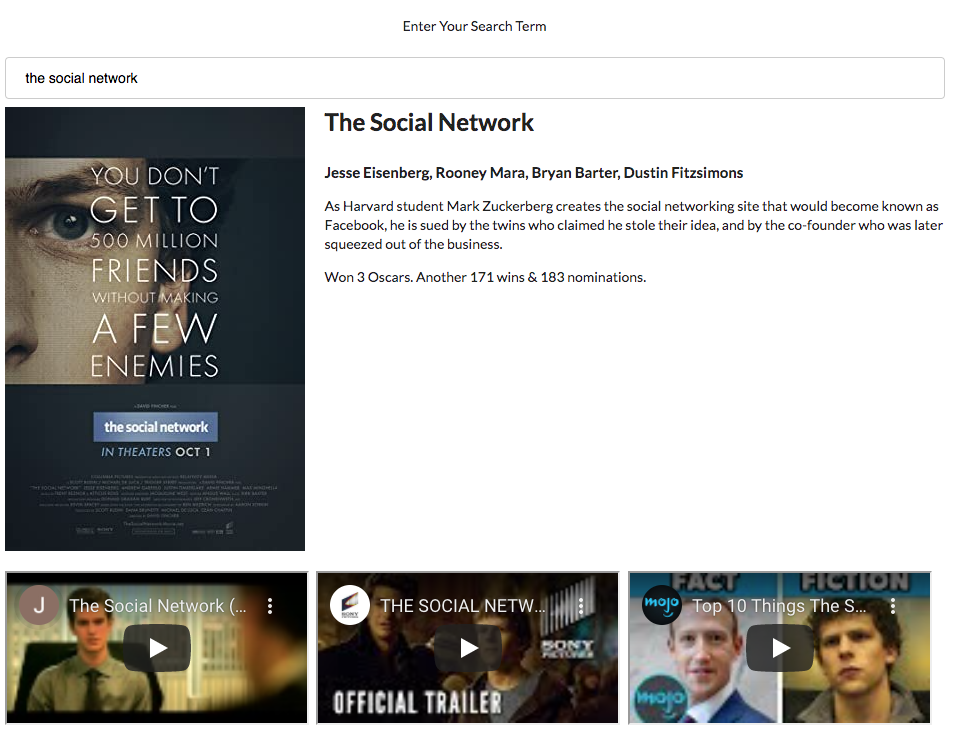 Enter Your Search Term
the social network
The Social Network
Jesse Eisenberg, Rooney Mara, Bryan Barter, Dustin Fitzsimons
As Harvard student Mark Zuckerberg creates the social networking site that would become known as
Facebook, he is sued by the twins who claimed he stole their idea, and by the co-founder who was later
squeezed out of the business.
Won 3 Oscars. Another 171 wins & 183 nominations.
YOU DON'T
GET TO
500 MILLION
FRIENDS
WITHOUT MAKING
A FEW
ENEMIES
the social network
IN THEATERS OCT 1
J
The Social Network (...
SONY
THE SOCIAL NETW...
SONY
PICTURES
OFFICIAL TRAILER
FACT
FICTION
mojo
Top 10 Things The S...
mojo